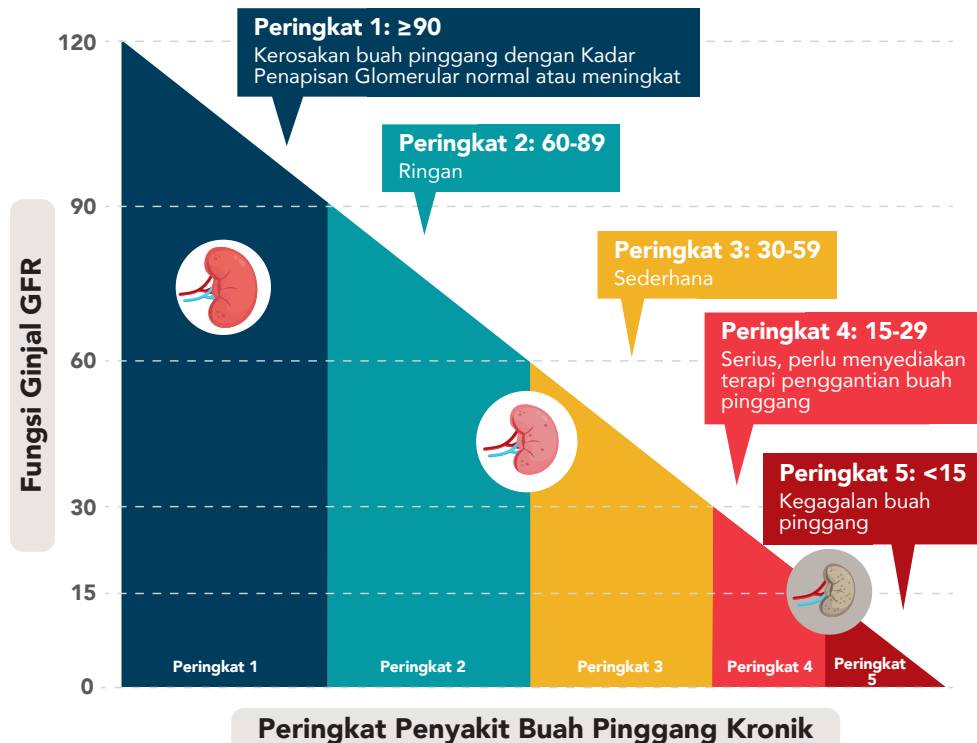 Peringkat 1: ≥90
Kerosakan buah pinggang dengan Kadar
Penapisan Glomerular normal atau meningkat
Peringkat 2: 60-89
Ringan
Peringkat 3: 30-59
Sederhana
Peringkat 4: 15-29
Serius, perlu menyediakan
terapi penggantian buah
pinggang
Peringkat 5: <15
Kegagalan buah
pinggang
Fungsi Ginjal GFR
120
90
60
30
15
0
Peringkat 1
Peringkat 2
Peringkat 3
Peringkat 4
Peringkat
5
Peringkat Penyakit Buah Pinggang Kronik